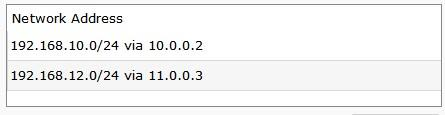 Network Address
192.168.10.0/24 via 10.0.0.2
192.168.12.0/24 via 11.0.0.3